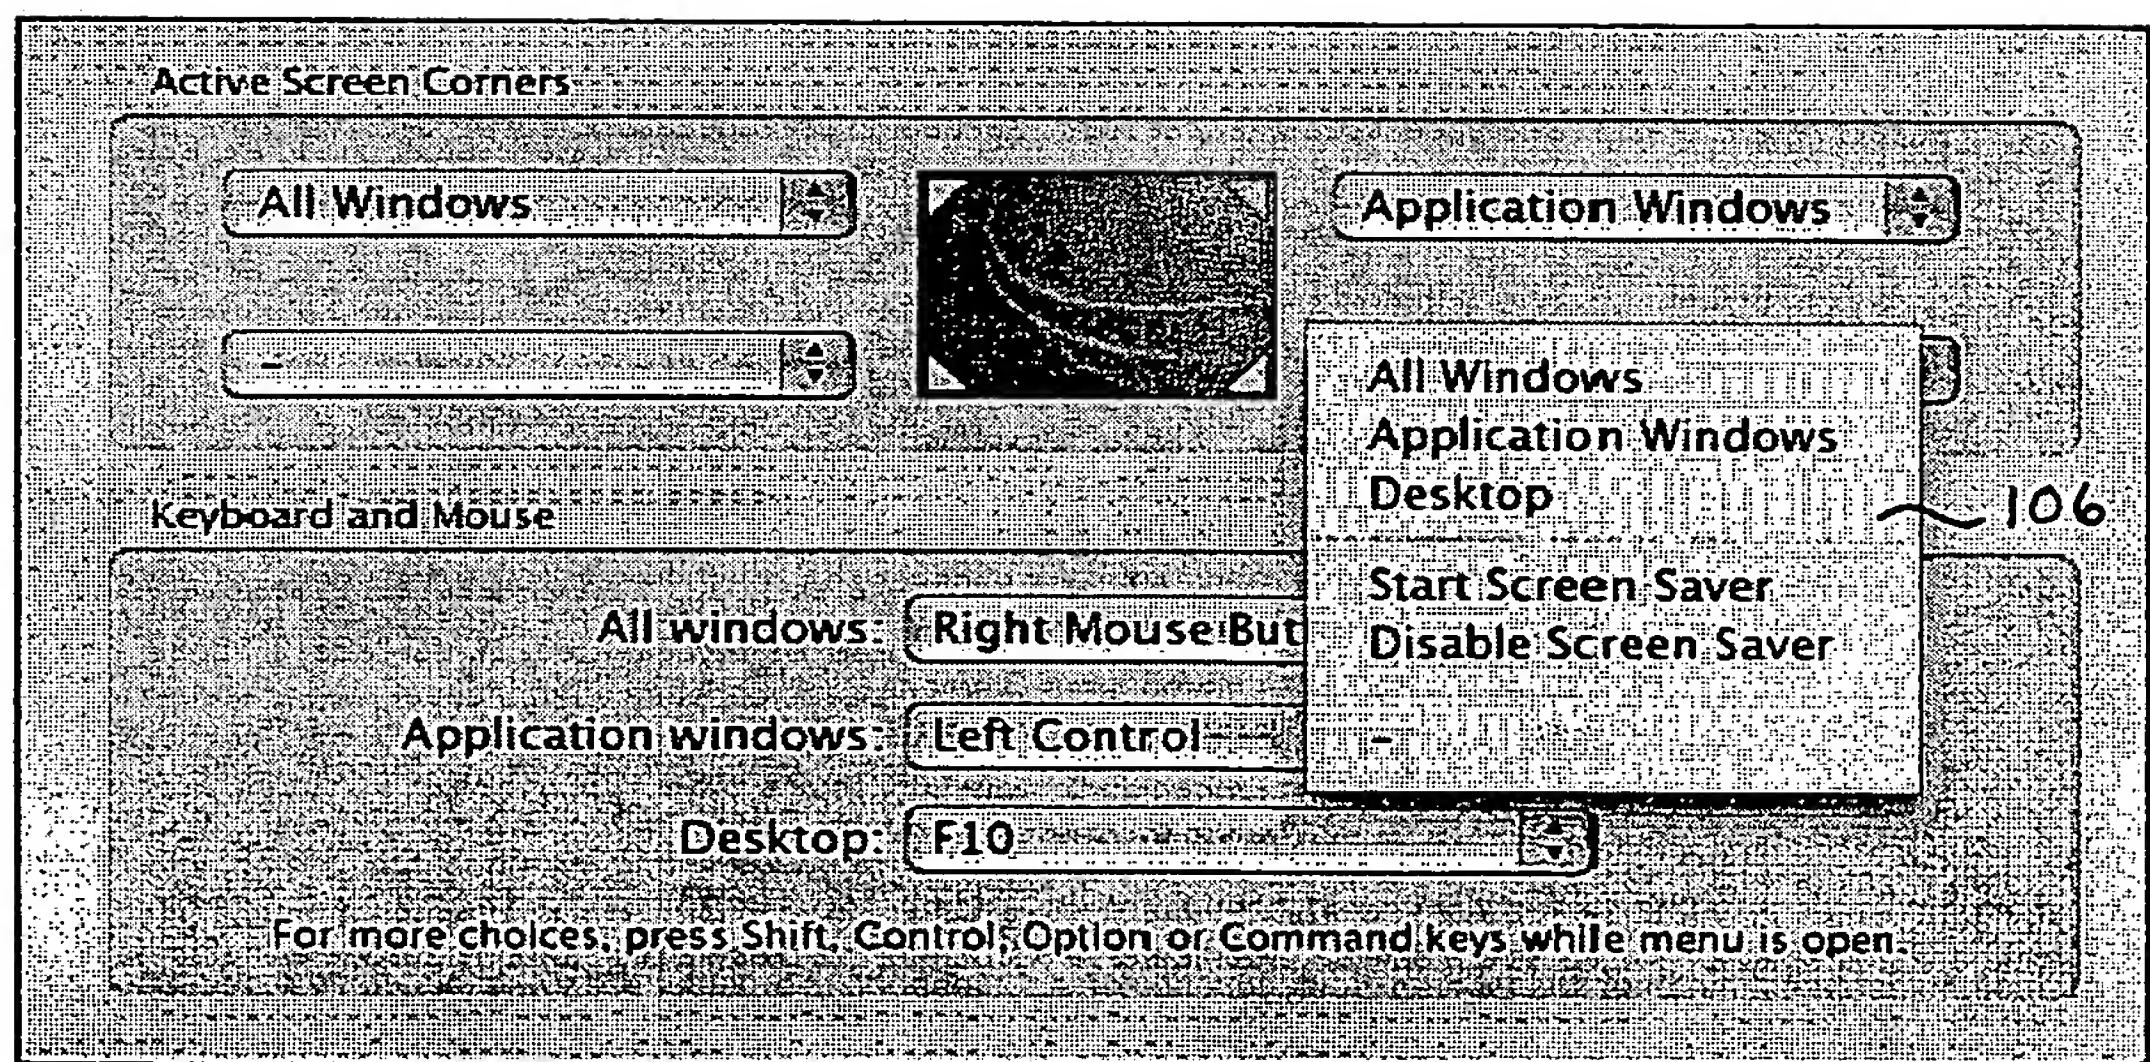 Active Screen Corners
All Windows
Application Windows
-
All Windows
Application Windows
Desktop
Start Screen Saver
Disable Screen Saver
-
106
Keyboard and Mouse
All windows: Right Mouse But
Application windows: Left Control
Desktop: F10
For more choices, press Shift, Control, Option or Command keys while menu is open.